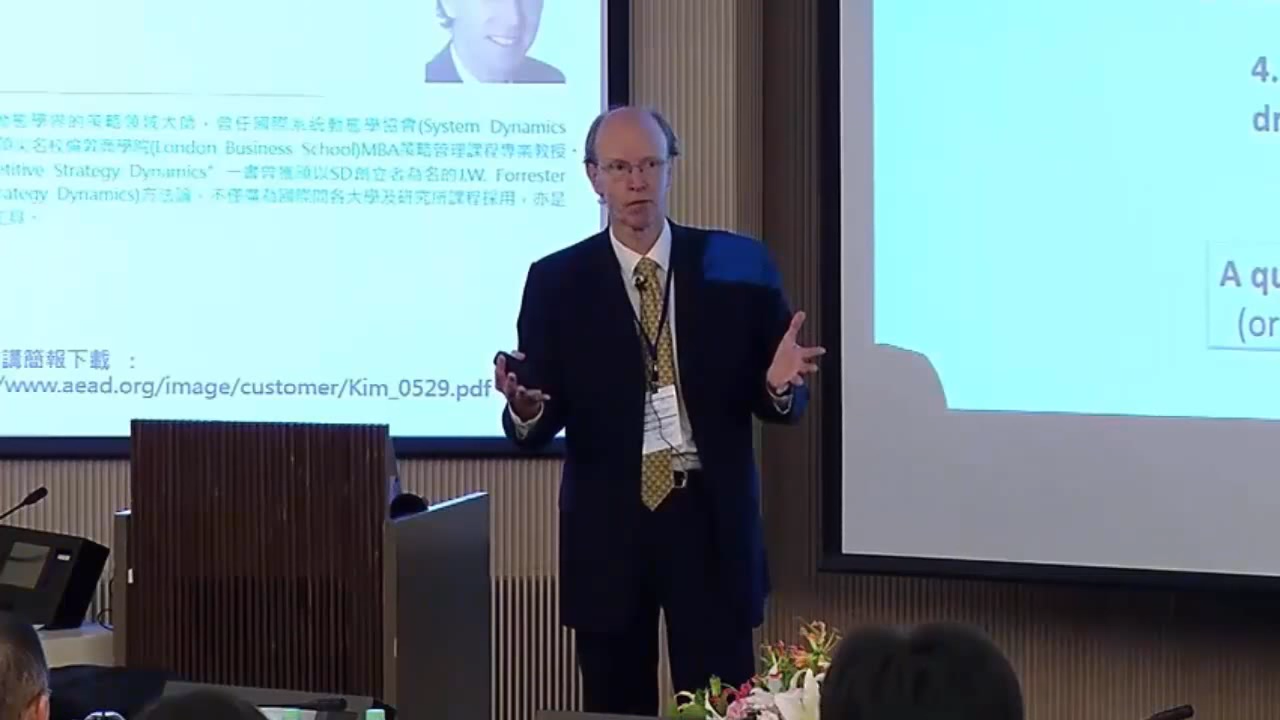 動態學界的策略領域大師，曾任國際系統動態學協會(System Dynamics
頂尖名校倫敦商學院(London Business School)MBA策略管理課程專業教授。
etitive Strategy Dynamics" 一書曾獲頒以SD創立者為名的J.W. Forrester
rategy Dynamics)方法論，不僅廣為國際間各大學及研究所課程採用，亦是
工具。
講簡報下載 ：
/www.aead.org/image/customer/Kim_0529.pdf
4.
dr
A qu
(or